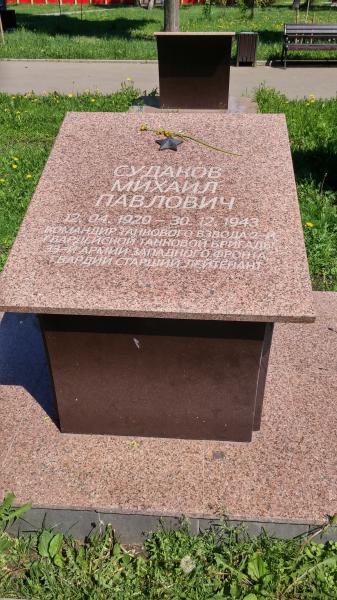 СУДАКОВ
МИХАИЛ
ПАВЛОВИЧ
12. 04. 1920 – 30. 12. 1943
КОМАНДИР ТАНКОВОГО ВЗВОДА 2-Й
ГВАРДЕЙСКОЙ ТАНКОВОЙ БРИГАДЫ
АРМИИ ЗАПАДНОГО ФРОНТА
ГВАРДИИ СТАРШИЙ ЛЕЙТЕНАНТ